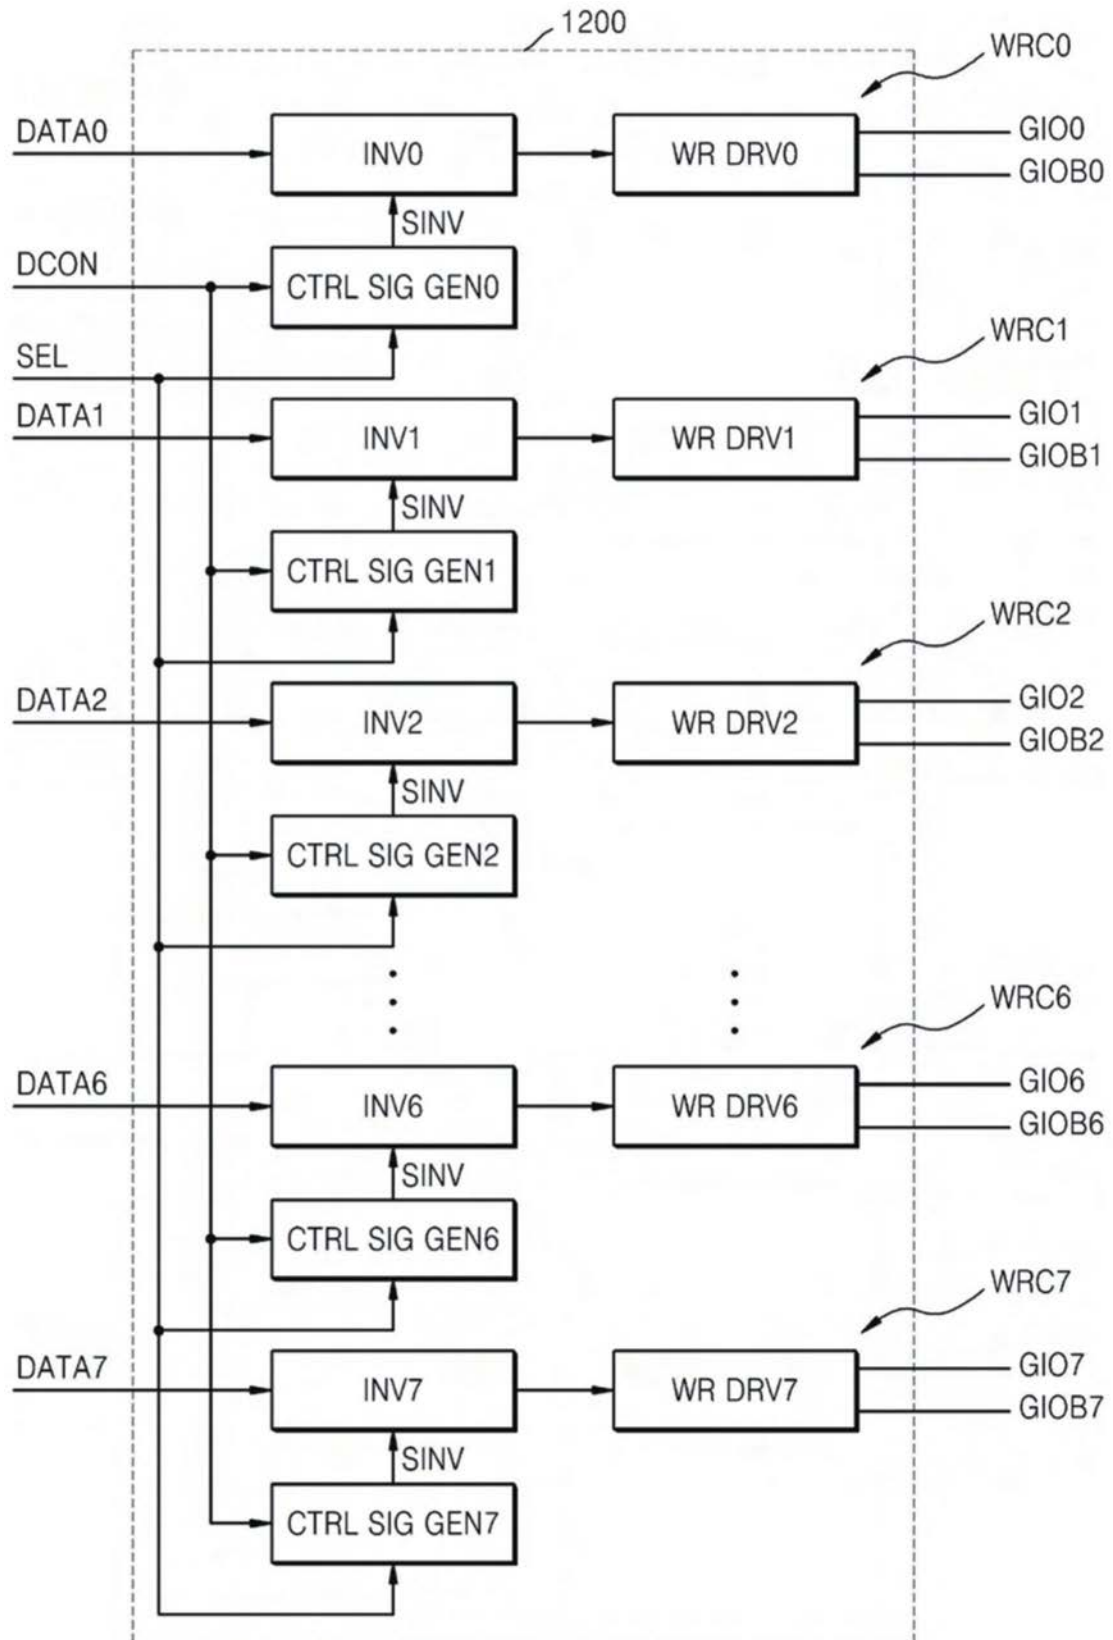 1200
WRC0
DATA0
INV0
WR DRV0
GIO0
GIOB0
SINV
DCON
CTRL SIG GEN0
SEL
WRC1
DATA1
INV1
WR DRV1
GIO1
GIOB1
SINV
CTRL SIG GEN1
WRC2
DATA2
INV2
WR DRV2
GIO2
GIOB2
SINV
CTRL SIG GEN2
WRC6
DATA6
INV6
WR DRV6
GIO6
GIOB6
SINV
CTRL SIG GEN6
WRC7
DATA7
INV7
WR DRV7
GIO7
GIOB7
SINV
CTRL SIG GEN7